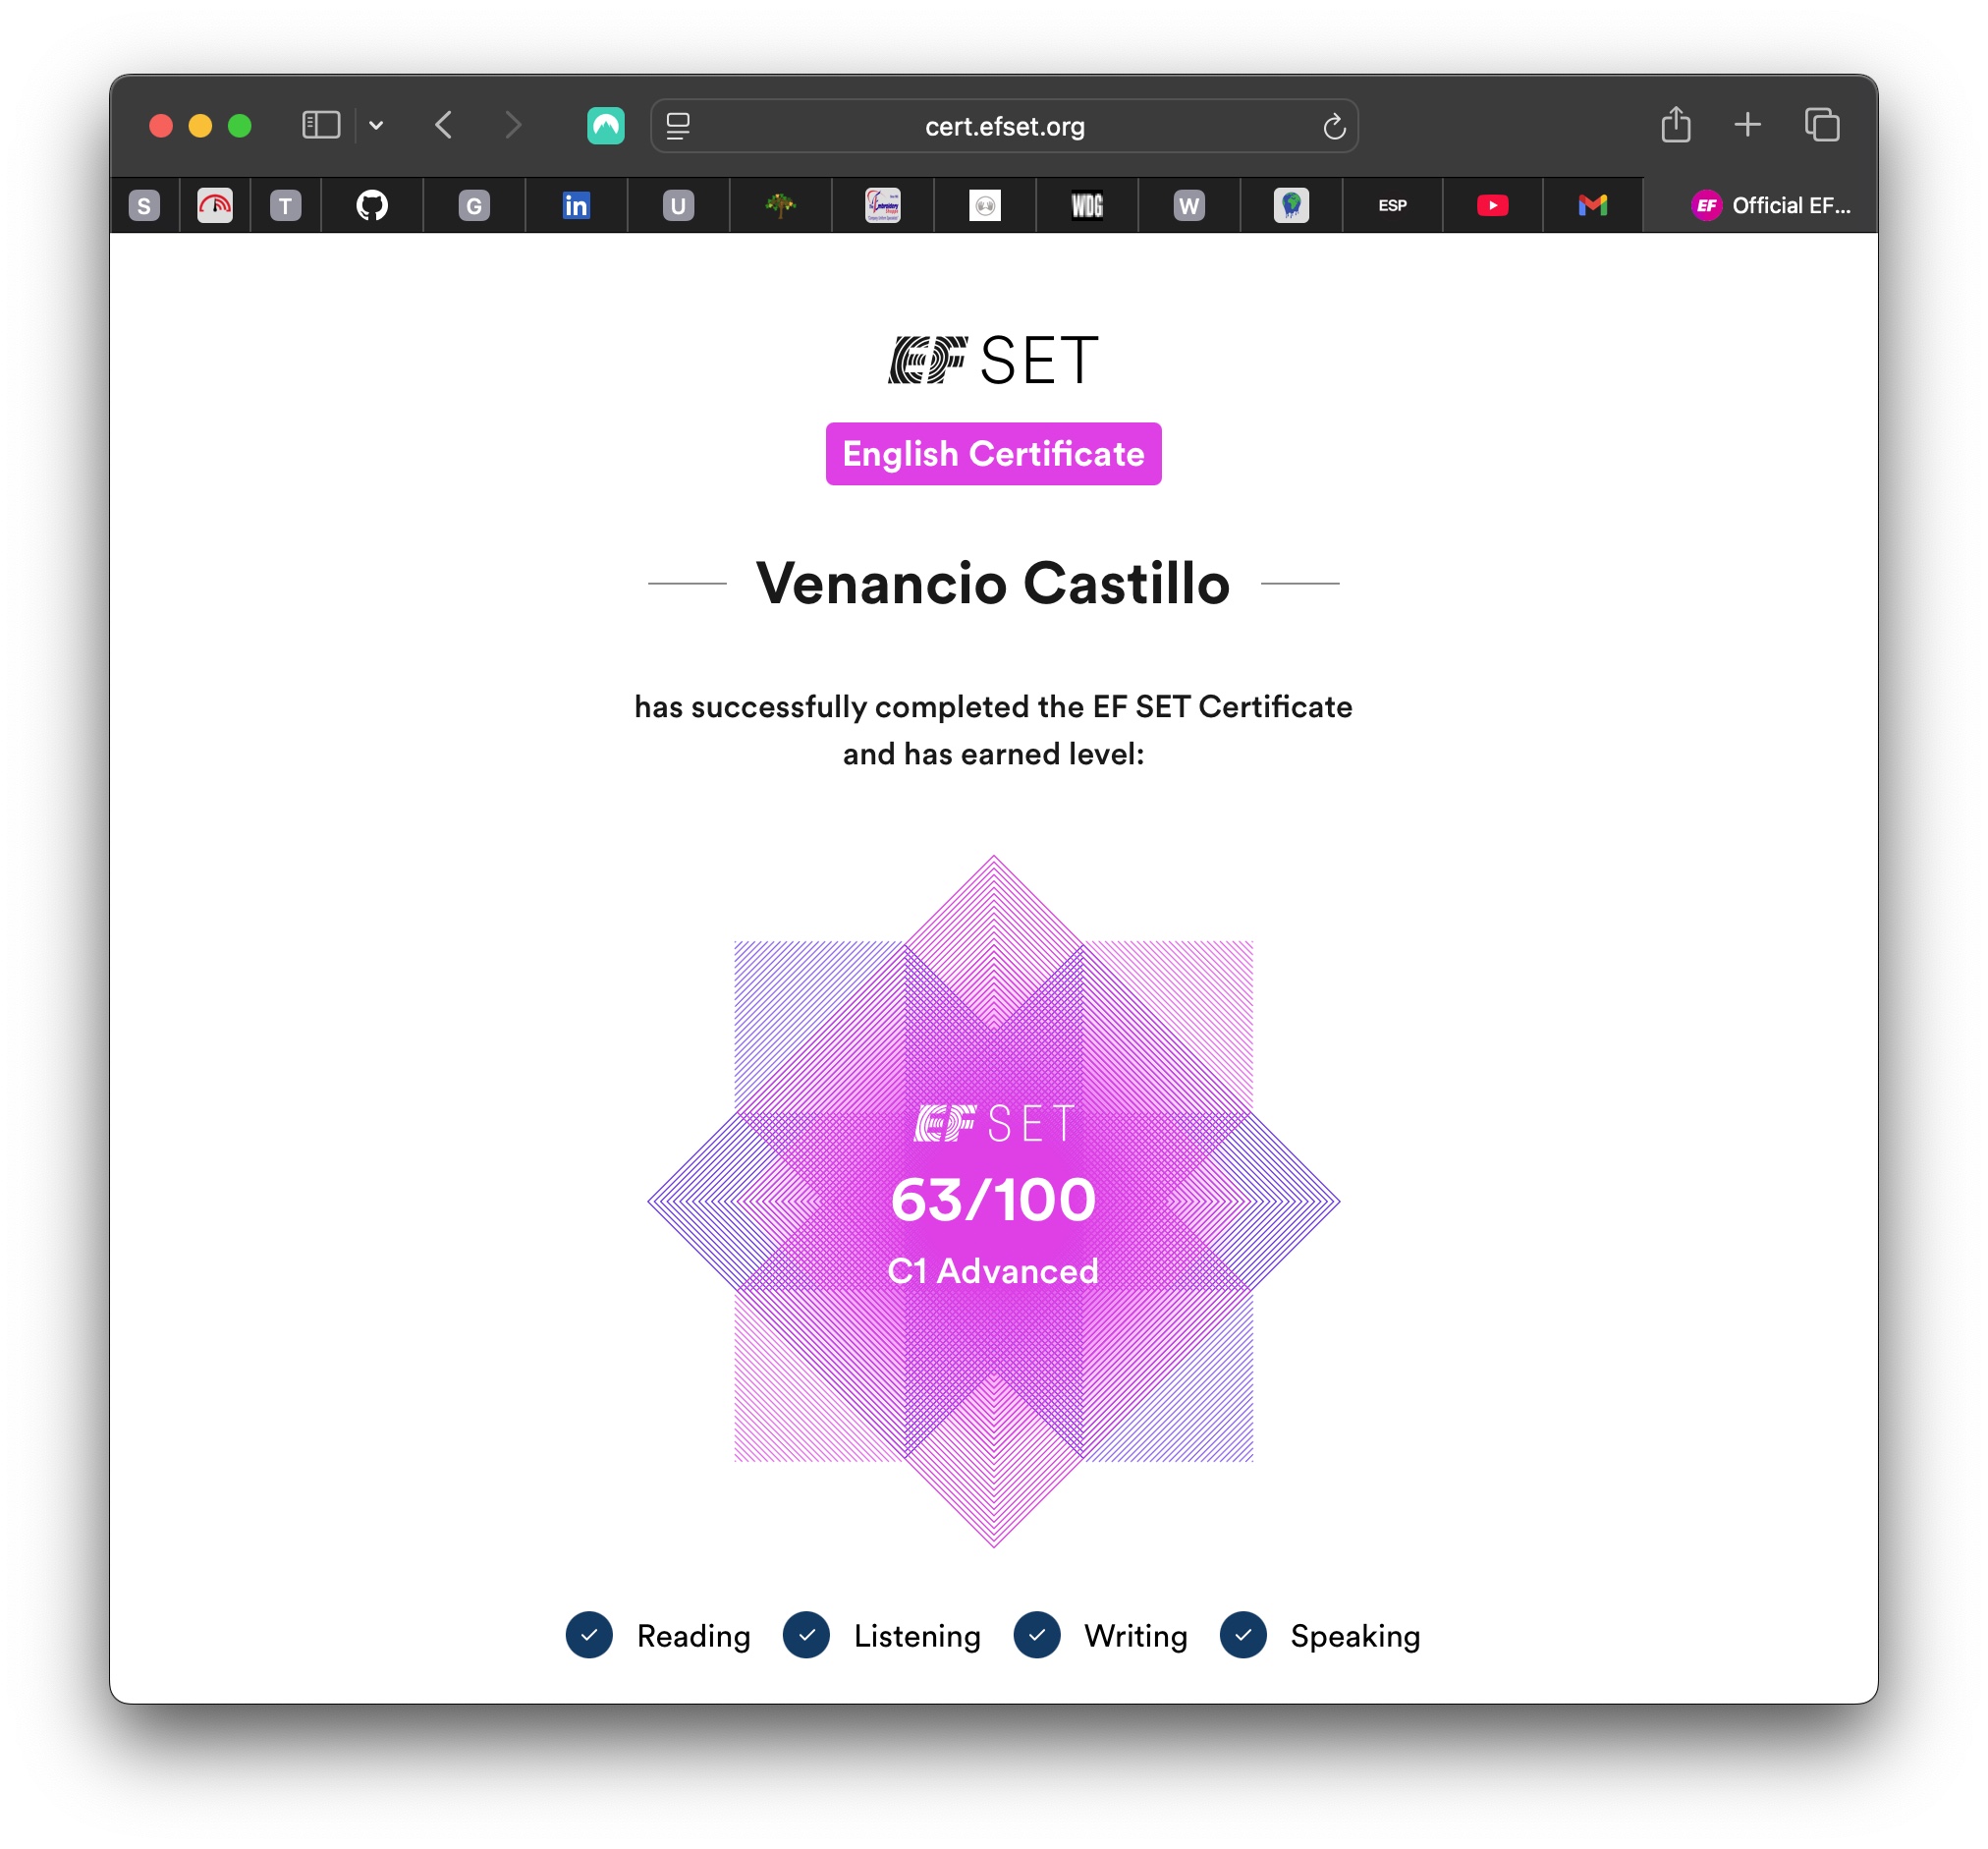 cert.efset.org
S
T
G
in
U
WDG
W
ESP
EF Official EF...
EF SET
English Certificate
Venancio Castillo
has successfully completed the EF SET Certificate
and has earned level:
EF SET
63/100
C1 Advanced
Reading Listening Writing Speaking